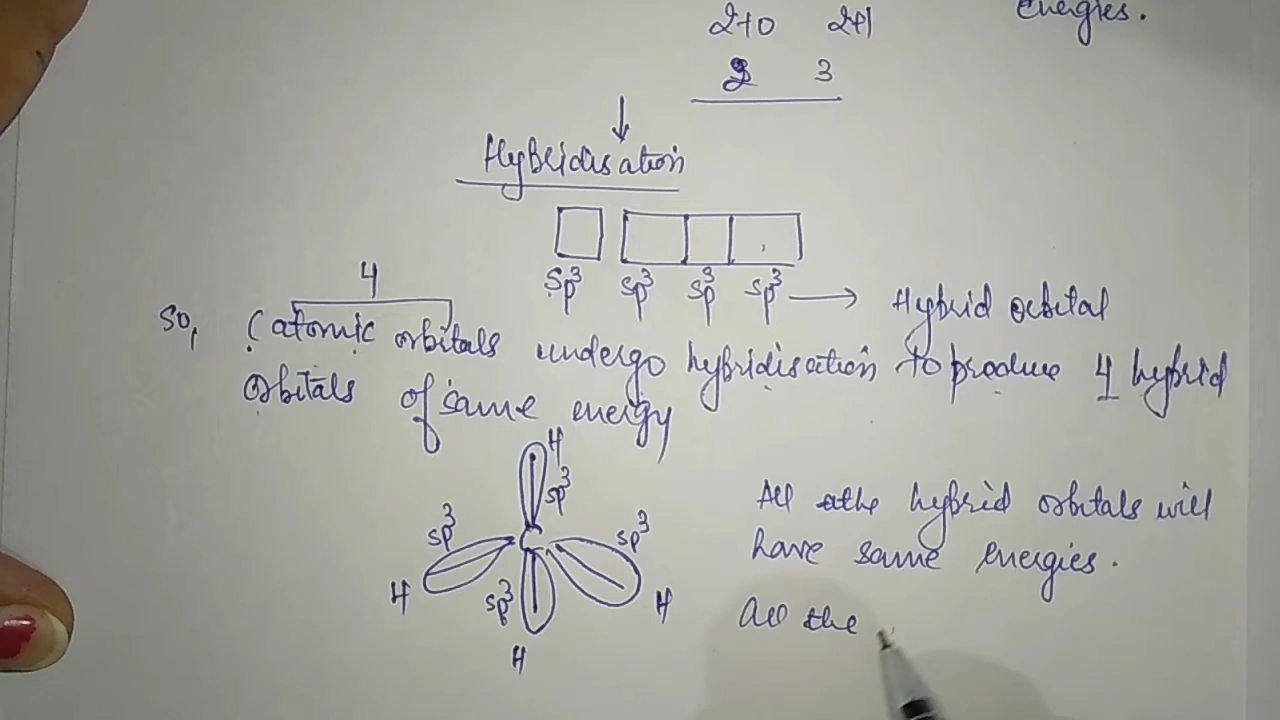 energies.
2+0 2+1
2 3
↓
Hybridisation
sp³ sp³ sp³ sp³ → Hybrid orbital
4
So, (atomic orbitals undergo hybridisation to produce 4 hybrid
orbitals of same energy
H
sp³
sp³ C sp³
H sp³ H
H
All the hybrid orbitals will
have same energies.
All the